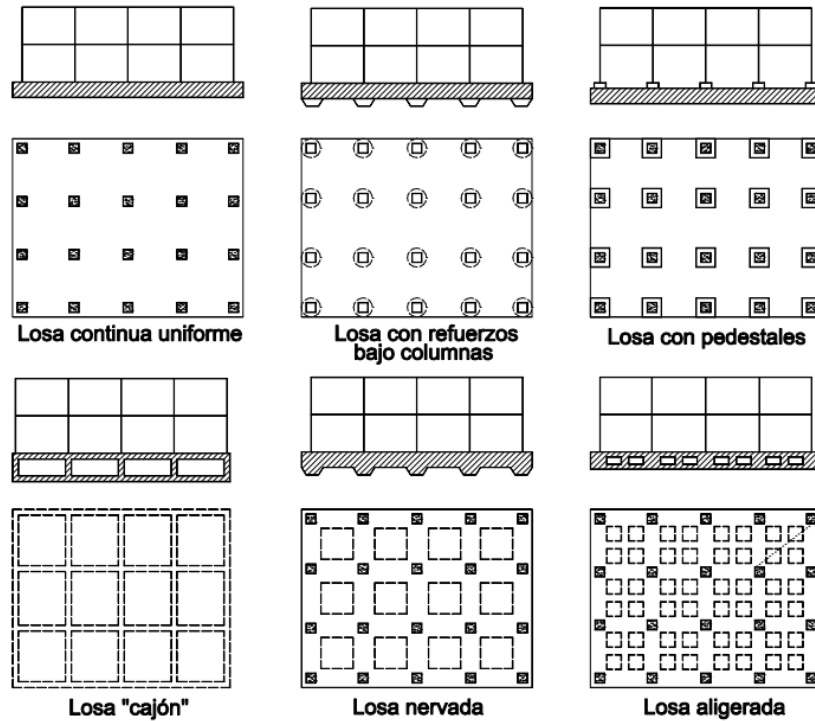 Losa continua uniforme
Losa con refuerzos
bajo columnas
Losa con pedestales
Losa "cajón"
Losa nervada
Losa aligerada